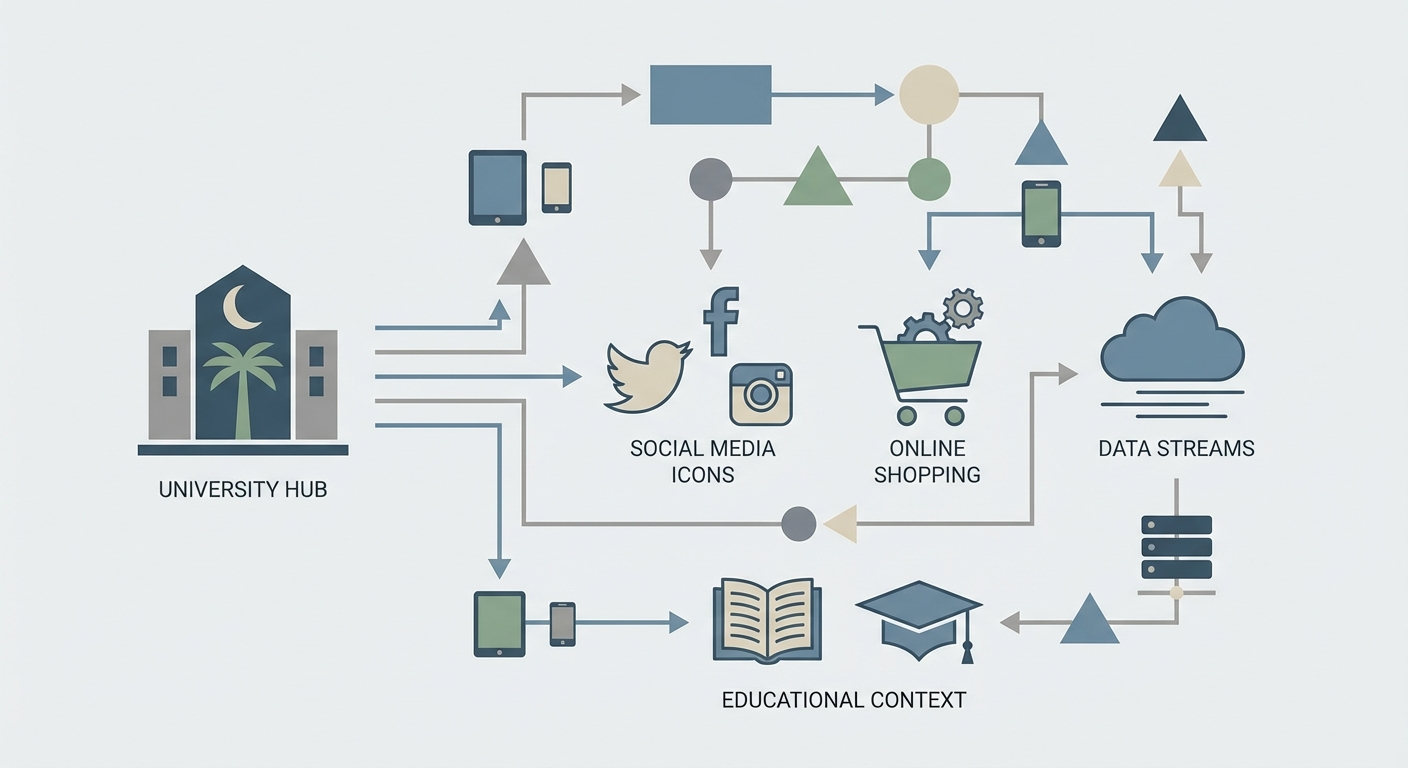 SOCIAL MEDIA
ICONS
ONLINE
SHOPPING
DATA STREAMS
UNIVERSITY HUB
EDUCATIONAL CONTEXT